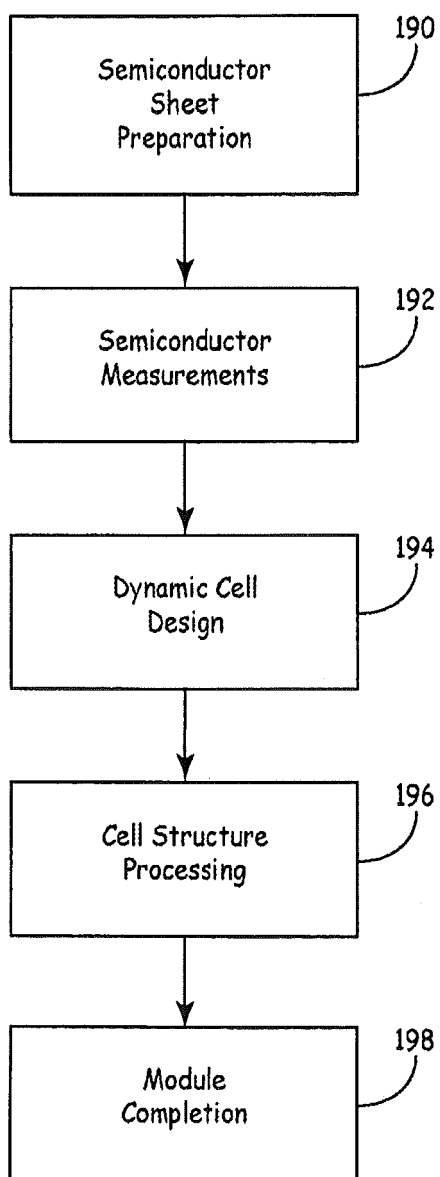 190
Semiconductor
Sheet
Preparation
192
Semiconductor
Measurements
194
Dynamic Cell
Design
196
Cell Structure
Processing
198
Module
Completion